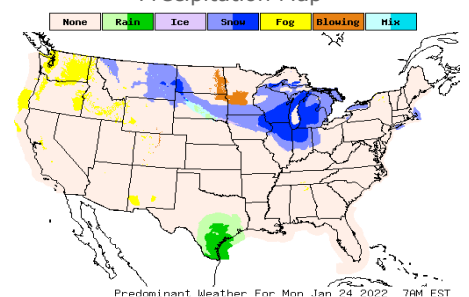 Precipitation Map
None Rain Ice Snow Fog Blowing Mix
Predominant Weather For Mon Jan 24 2022 7AM EST